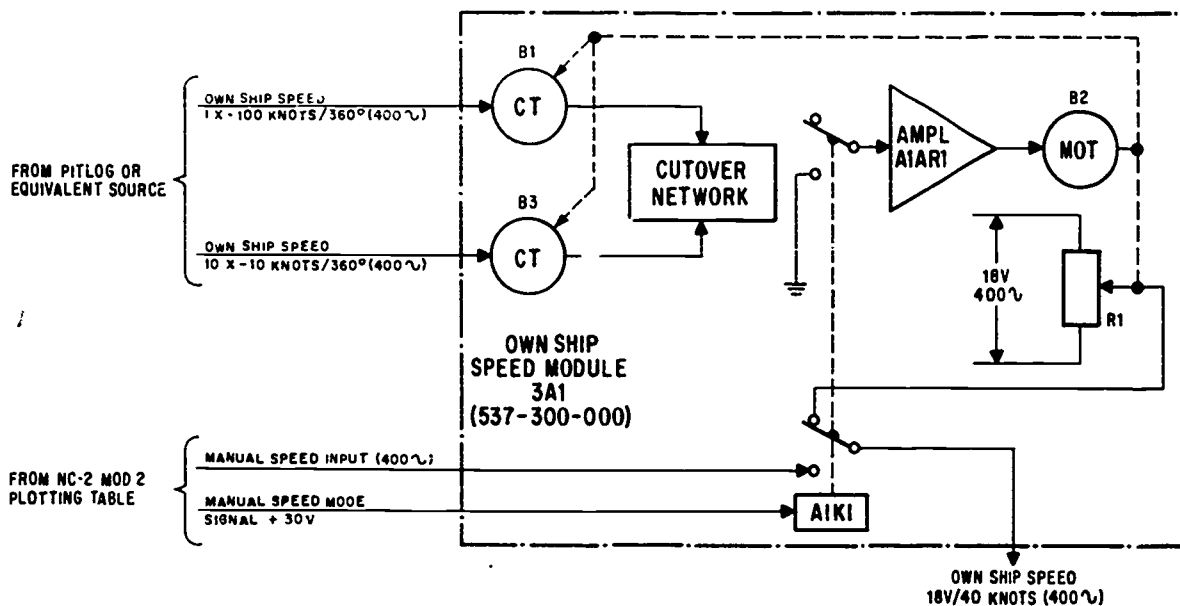 FROM PITLOG OR
EQUIVALENT SOURCE
OWN SHIP SPEED
1 X - 100 KNOTS/360° (400∿)
OWN SHIP SPEED
10 X - 10 KNOTS/360° (400∿)
B1
CT
B3
CT
CUTOVER
NETWORK
AMPL
A1AR1
B2
MOT
18V
400∿
R1
OWN SHIP
SPEED MODULE
3A1
(537-300-000)
FROM NC-2 MOD 2
PLOTTING TABLE
MANUAL SPEED INPUT (400∿)
MANUAL SPEED MODE
SIGNAL + 30V
A1K1
OWN SHIP SPEED
18V/40 KNOTS (400∿)